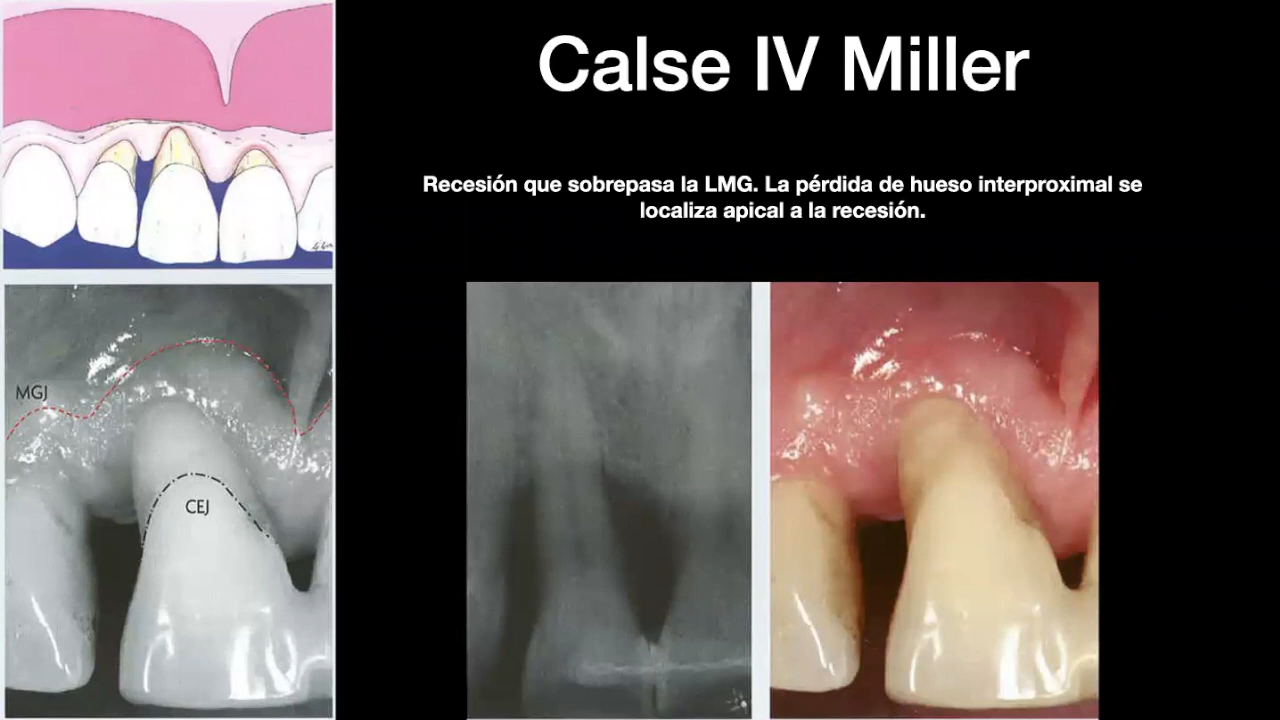 Calse IV Miller
Recesión que sobrepasa la LMG. La pérdida de hueso interproximal se
localiza apical a la recesión.
MGJ
CEJ